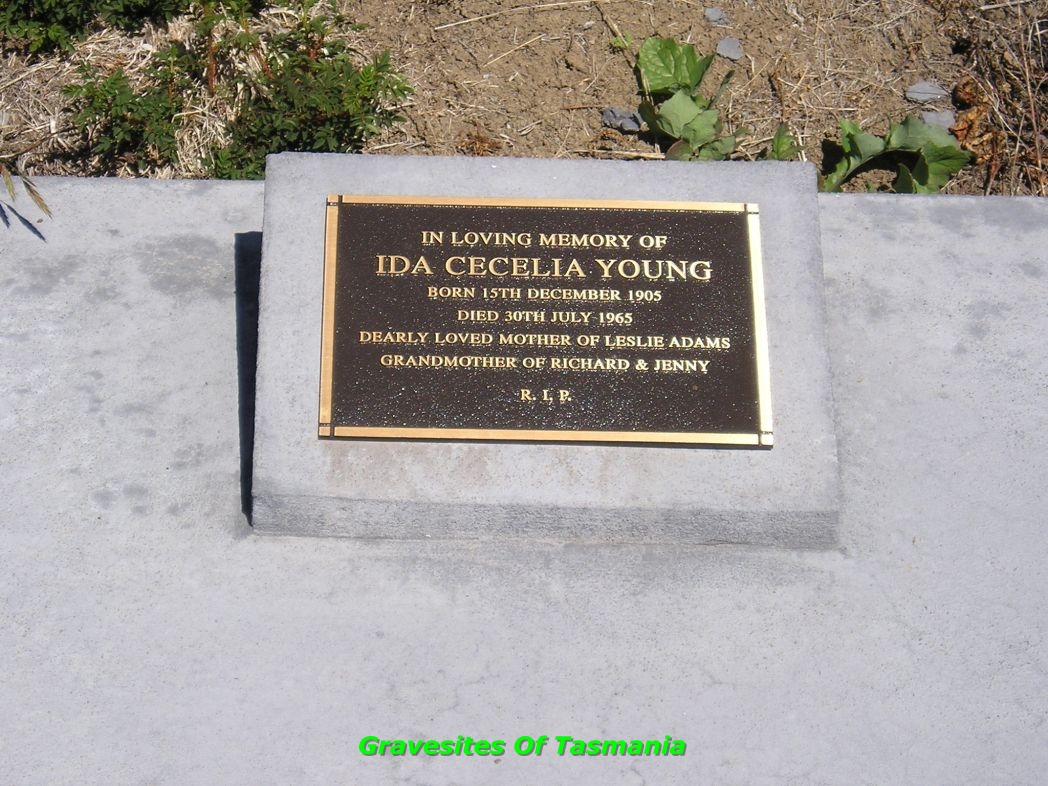 IN LOVING MEMORY OF
IDA CECELIA YOUNG
BORN 15TH DECEMBER 1905
DIED 30TH JULY 1965
DEARLY LOVED MOTHER OF LESLIE ADAMS
GRANDMOTHER OF RICHARD & JENNY
R. I. P.
Gravesites Of Tasmania